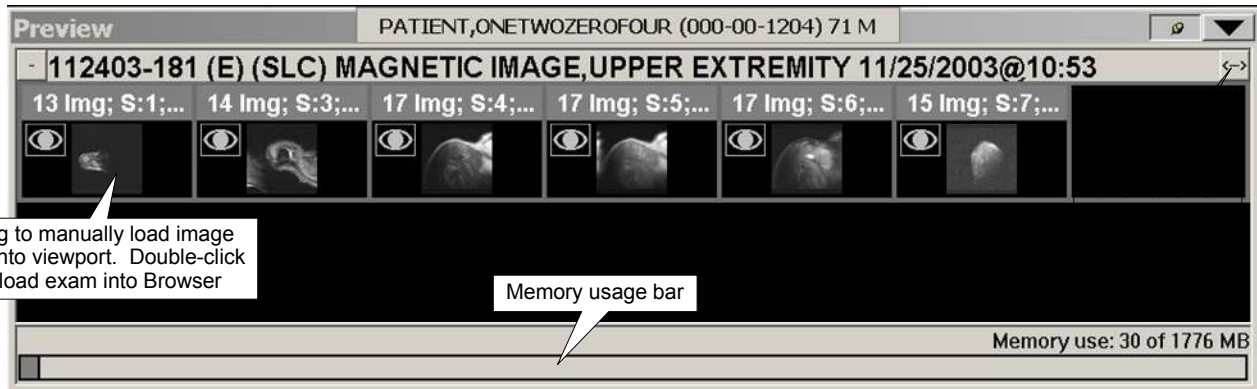 Preview
PATIENT,ONETWOZEROFOUR (000-00-1204) 71 M
- 112403-181 (E) (SLC) MAGNETIC IMAGE,UPPER EXTREMITY 11/25/2003@10:53 <-->
13 Img; S:1;... 14 Img; S:3;... 17 Img; S:4;... 17 Img; S:5;... 17 Img; S:6;... 15 Img; S:7;...
to manually load image
into viewport. Double-click
load exam into Browser
Memory usage bar
Memory use: 30 of 1776 MB